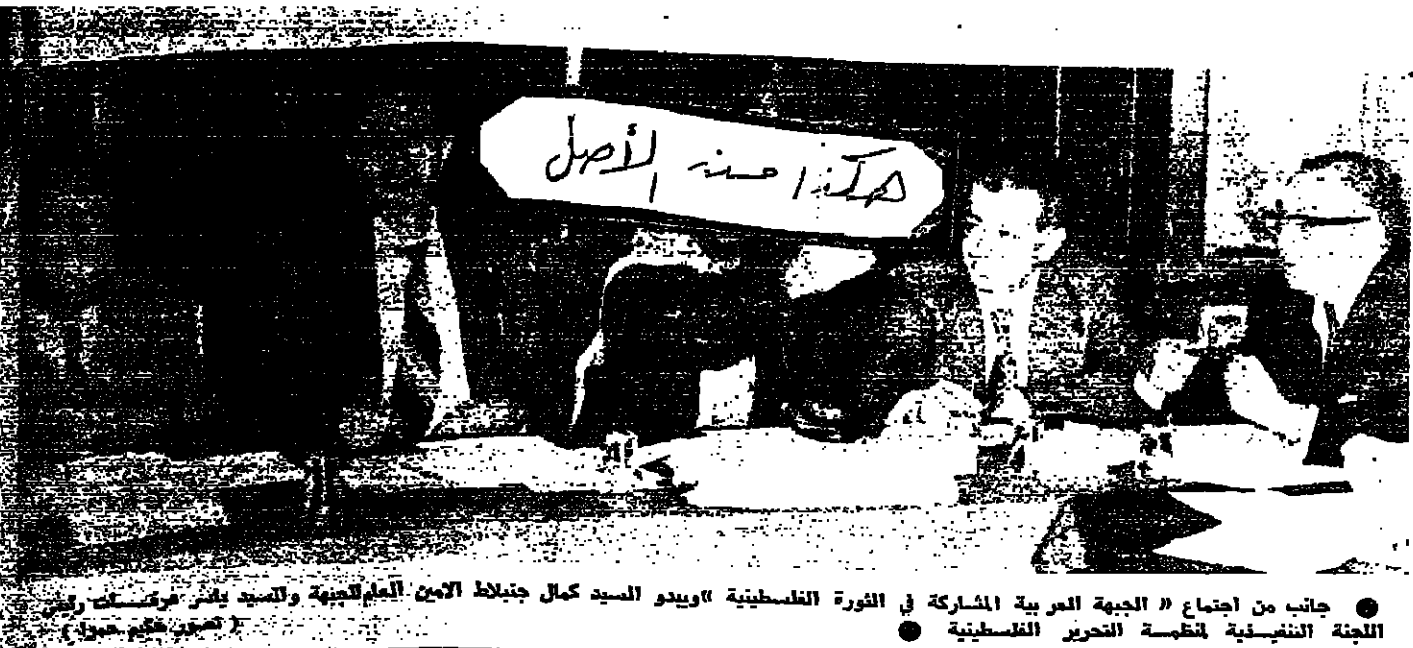 هكذا من الأصل
● جانب من اجتماع « الجبهة العربية المشاركة في الثورة الفلسطينية » ويبدو السيد كمال جنبلاط الامين العام للجبهة والسيد ياسر عرفات رئيس
اللجنة التنفيذية لمنظمة التحرير الفلسطينية ●
( تصوير